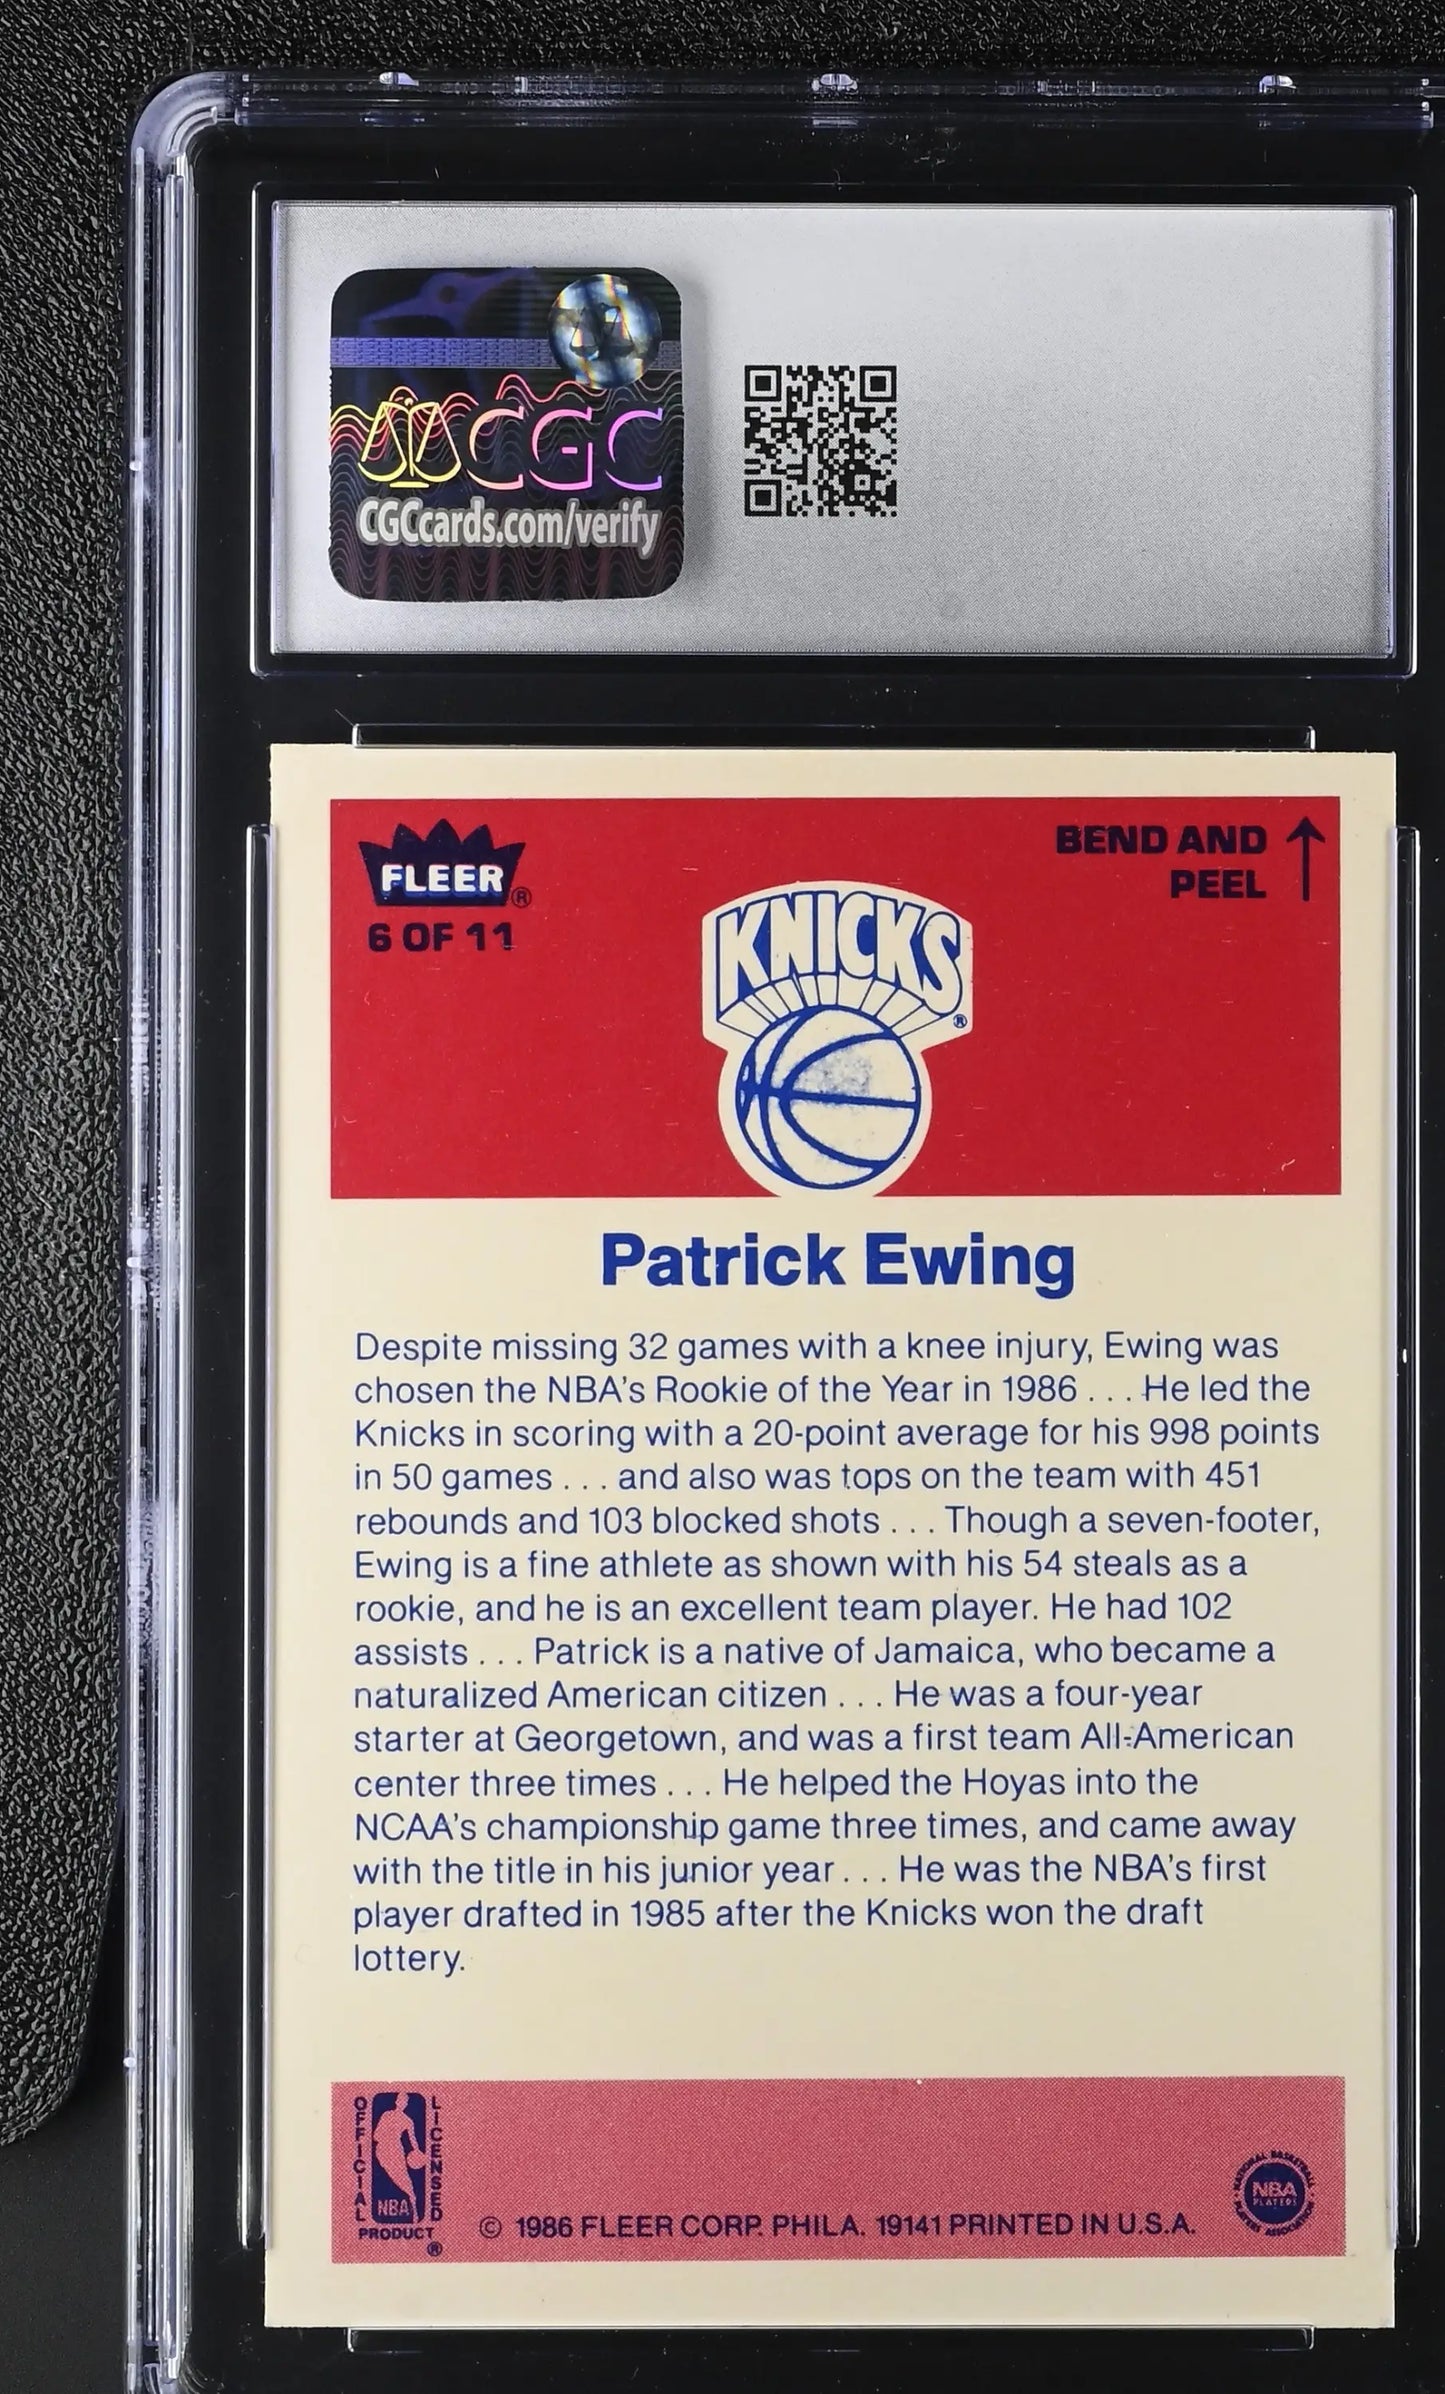 CGC
CGCcards.com/verify
FLEER®
6 OF 11
BEND AND
PEEL
KNICKS
®
Patrick Ewing
Despite missing 32 games with a knee injury, Ewing was
chosen the NBA's Rookie of the Year in 1986 . . . He led the
Knicks in scoring with a 20-point average for his 998 points
in 50 games . . . and also was tops on the team with 451
rebounds and 103 blocked shots . . . Though a seven-footer,
Ewing is a fine athlete as shown with his 54 steals as a
rookie, and he is an excellent team player. He had 102
assists . . . Patrick is a native of Jamaica, who became a
naturalized American citizen . . . He was a four-year
starter at Georgetown, and was a first team All-American
center three times . . . He helped the Hoyas into the
NCAA's championship game three times, and came away
with the title in his junior year . . . He was the NBA's first
player drafted in 1985 after the Knicks won the draft
lottery.
OFFICIAL
LICENSED
NBA
PRODUCT
®
© 1986 FLEER CORP. PHILA. 19141 PRINTED IN U.S.A.
NATIONAL BASKETBALL
NBA
PLAYERS
PLAYERS ASSOCIATION